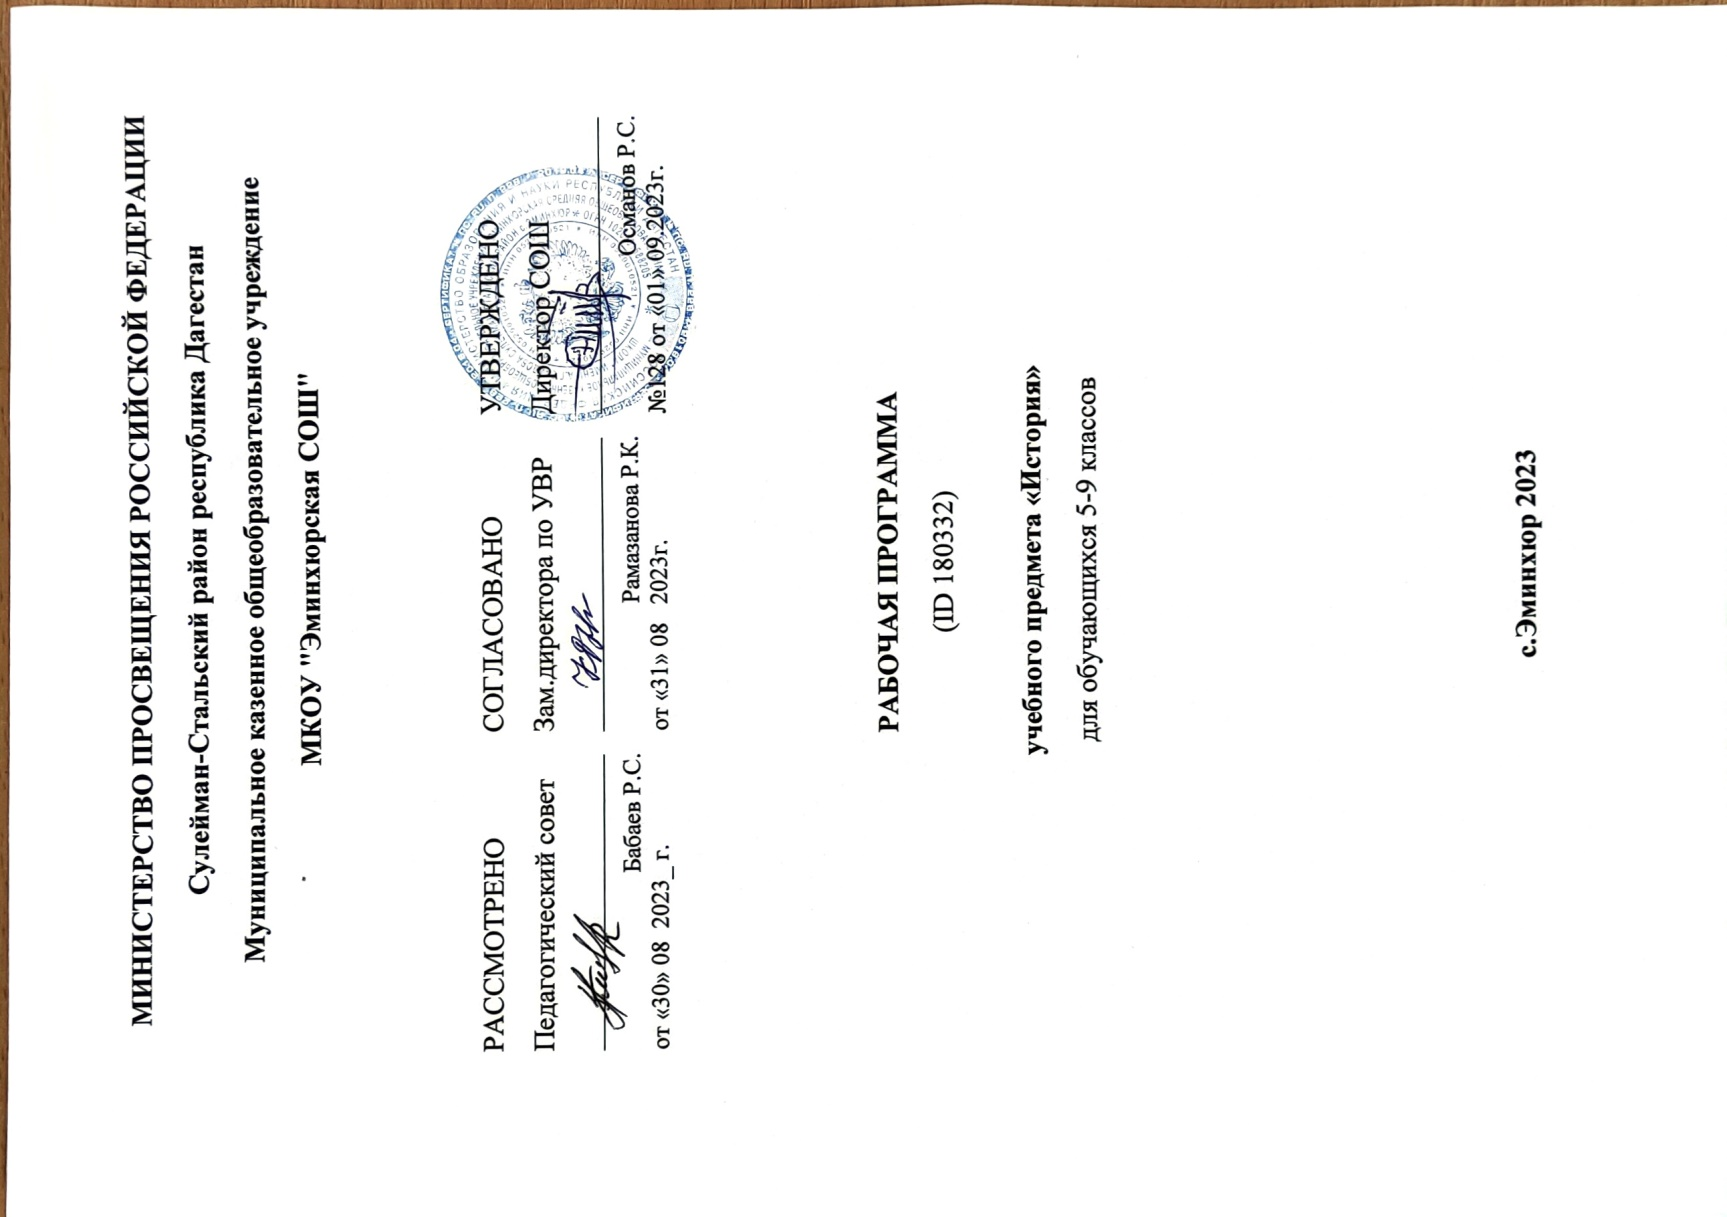 МИНИСТЕРСТВО ПРОСВЕЩЕНИЯ РОССИЙСКОЙ ФЕДЕРАЦИИ
Сулейман-Стальский район республика Дагестан
Муниципальное казенное общеобразовательное учреждение
МКОУ "Эминхюрская СОШ"
РАССМОТРЕНО
Педагогический совет
Бабаев Р.С.
от «30» 08 2023_ г.
СОГЛАСОВАНО
Зам.директора по УВР
Рамазанова Р.К.
от «31» 08 2023г.
УТВЕРЖДЕНО
Директор СОШ
Османов Р.С.
№128 от «01» 09.2023г.
РАБОЧАЯ ПРОГРАММА
(ID 180332)
учебного предмета «История»
для обучающихся 5-9 классов
с.Эминхюр 2023